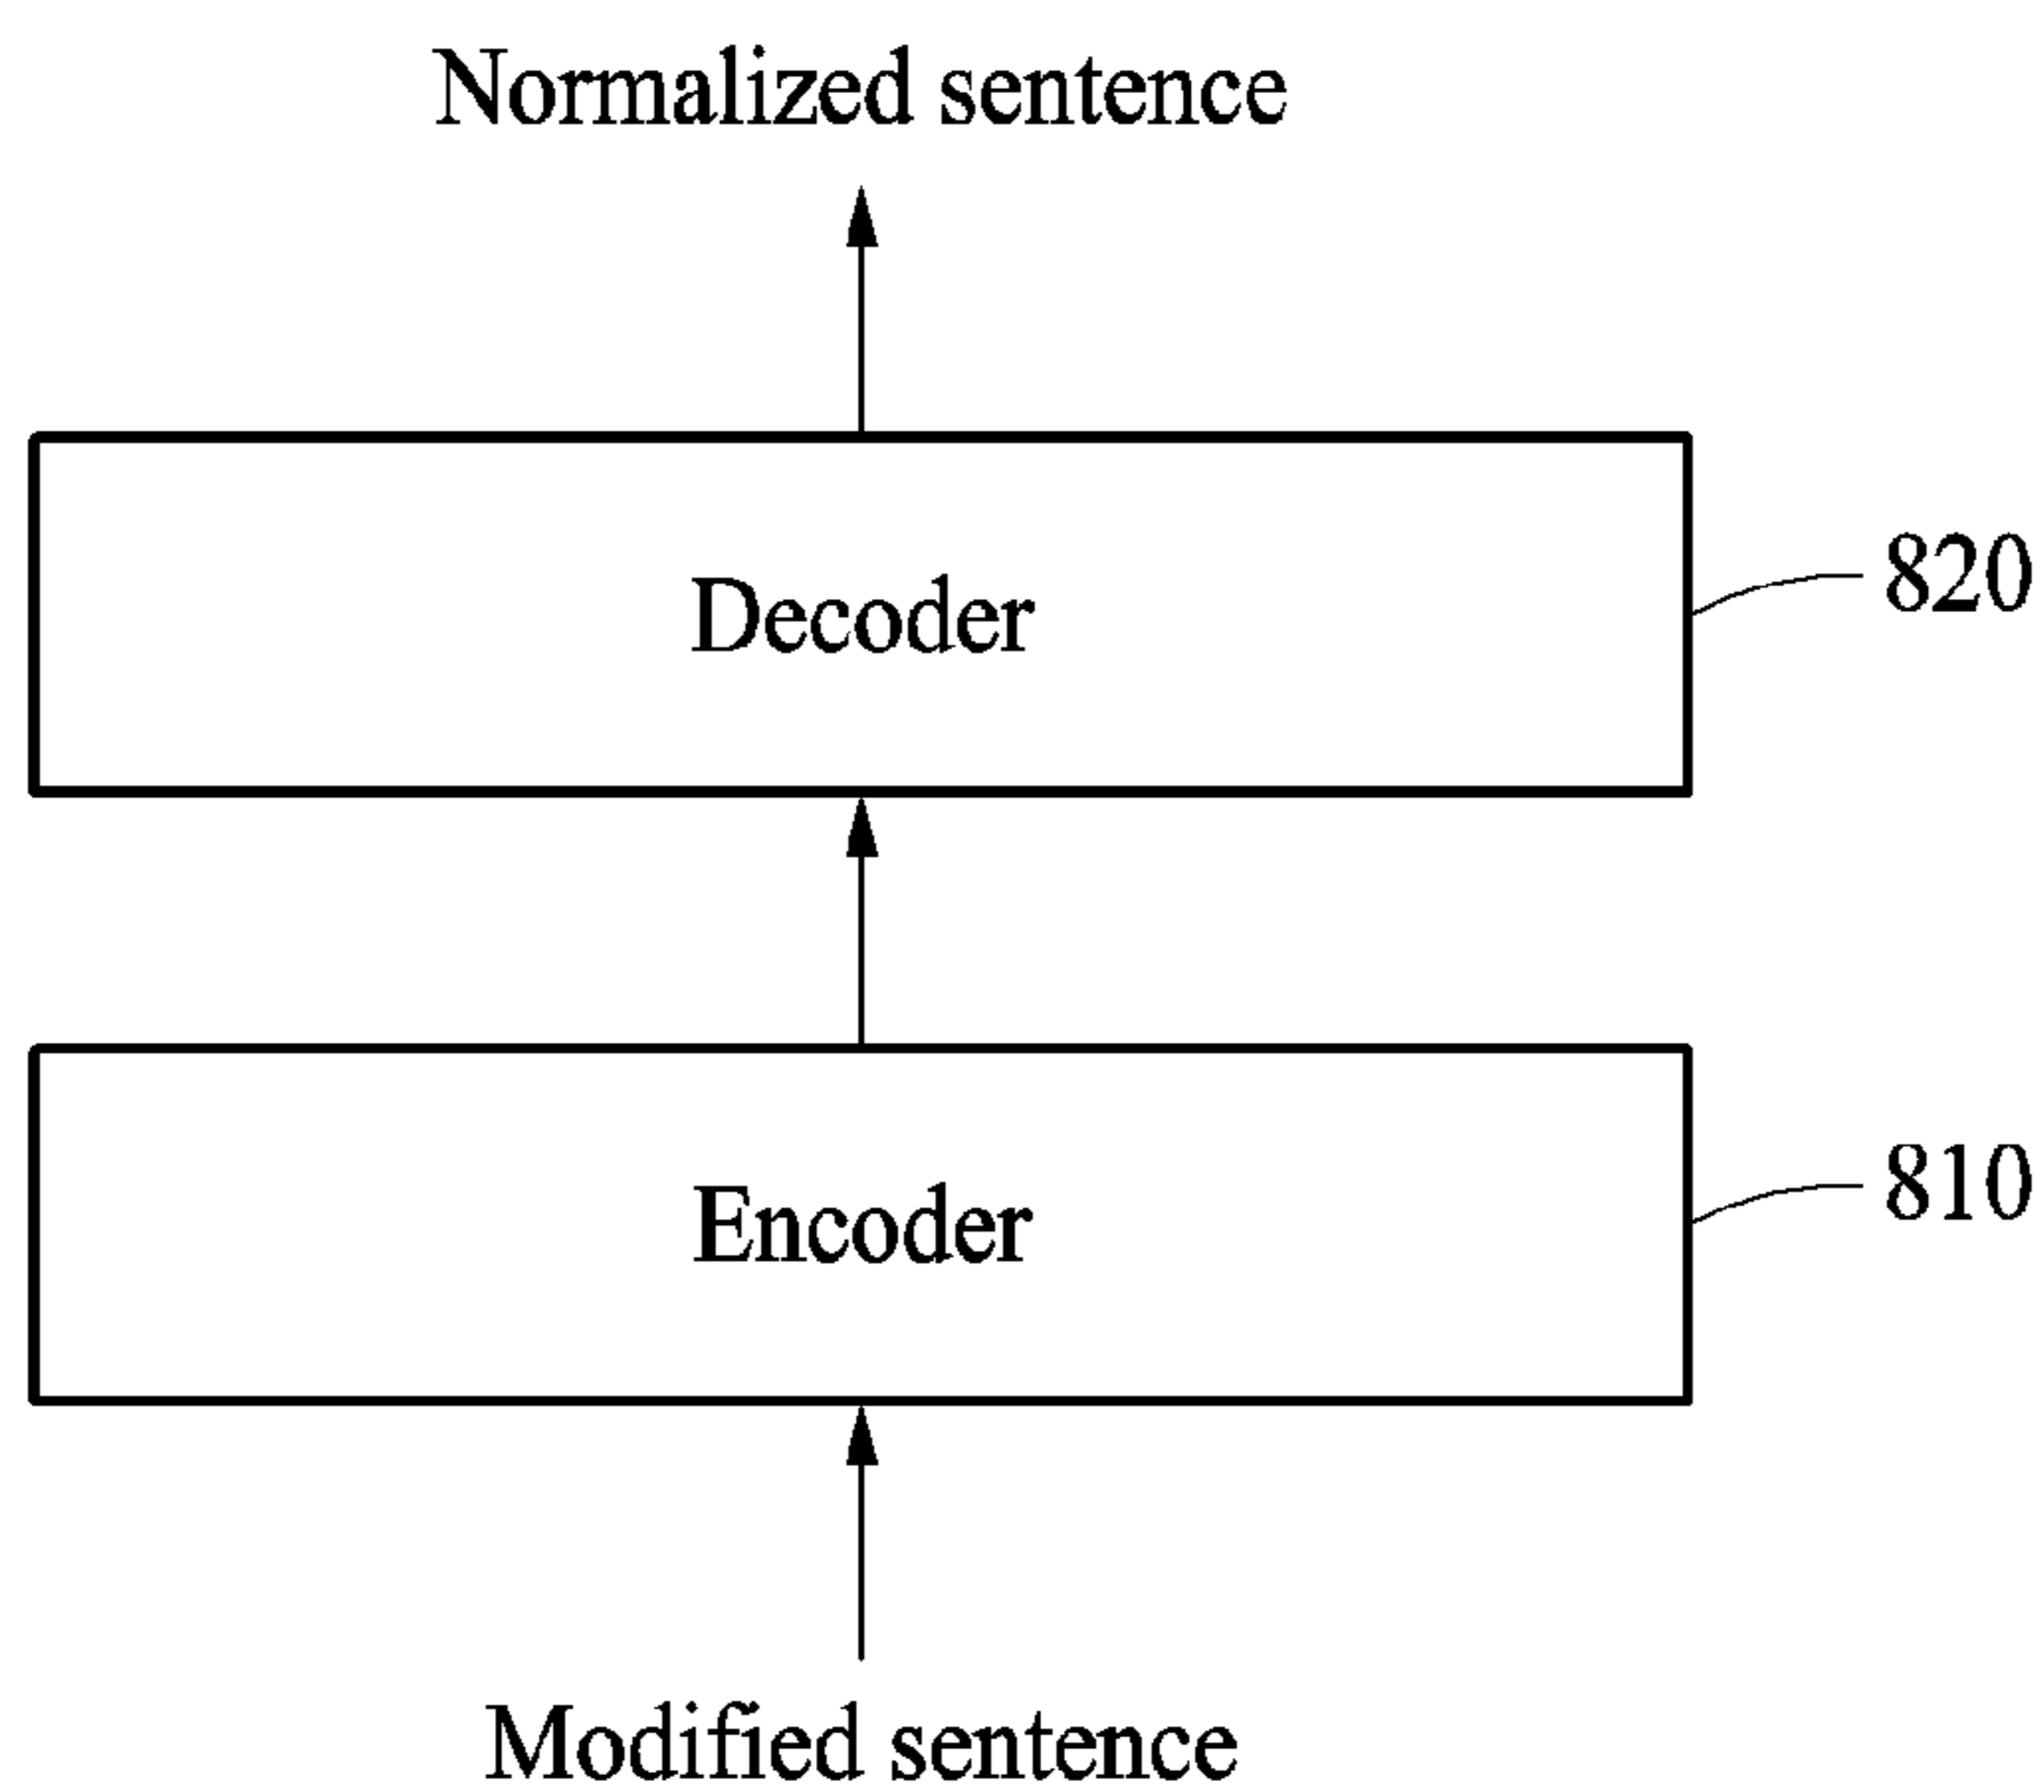 Normalized sentence
Decoder
820
Encoder
810
Modified sentence